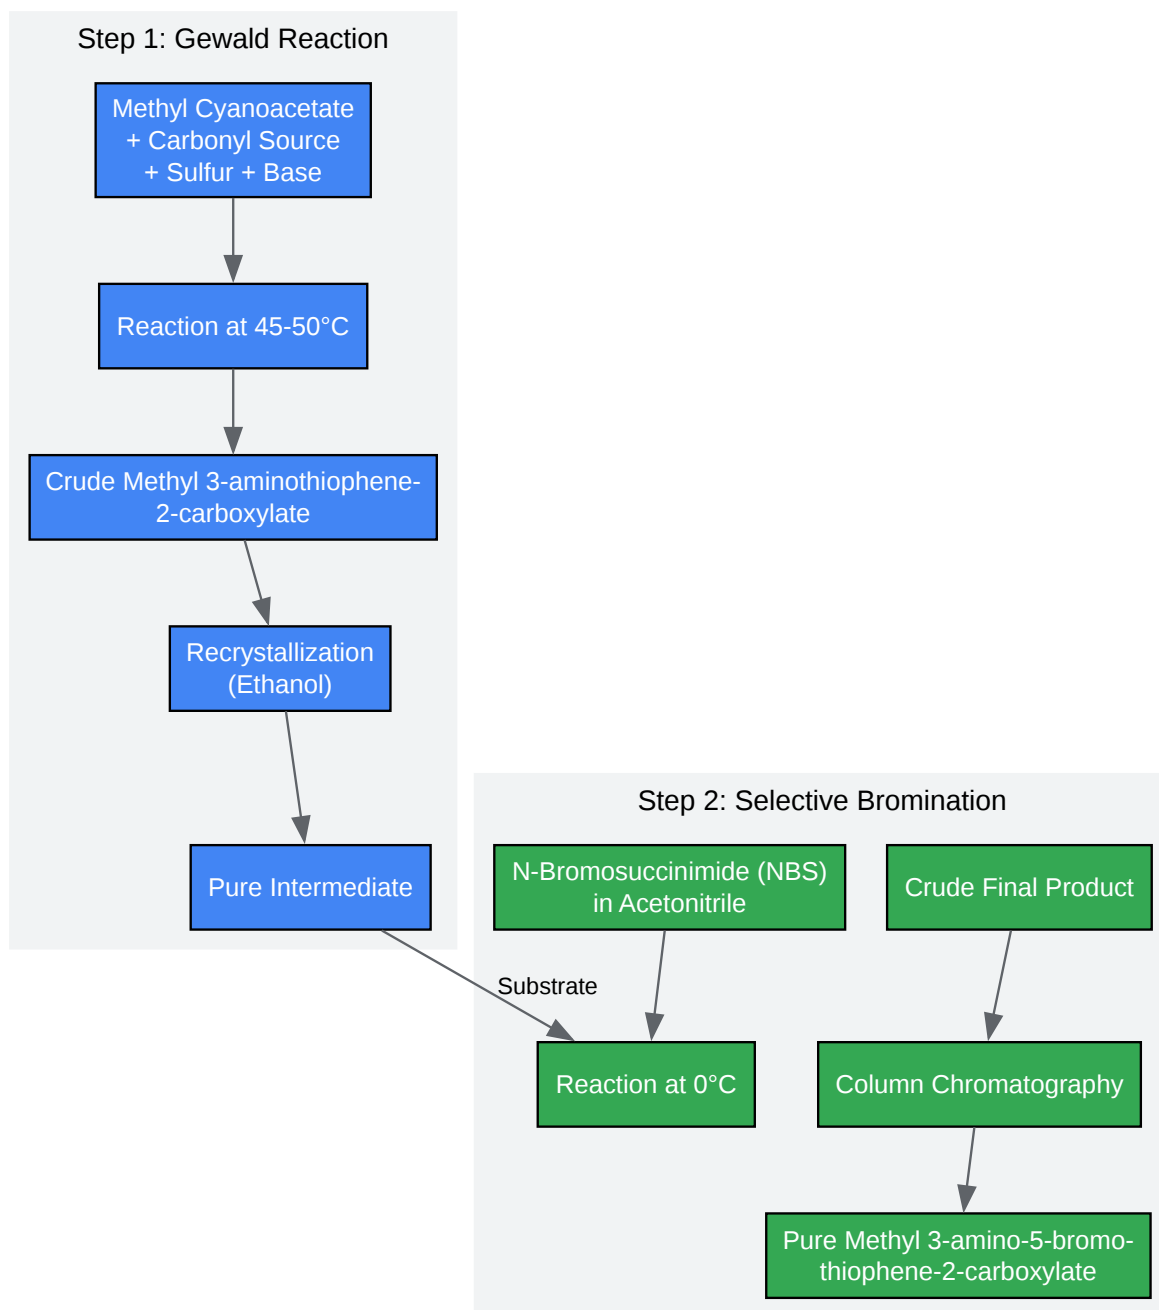 Step 1: Gewald Reaction
Methyl Cyanoacetate
+ Carbonyl Source
+ Sulfur + Base
Reaction at 45-50°C
Crude Methyl 3-aminothiophene-
2-carboxylate
Recrystallization
(Ethanol)
Pure Intermediate
Substrate
Step 2: Selective Bromination
N-Bromosuccinimide (NBS)
in Acetonitrile
Reaction at 0°C
Crude Final Product
Column Chromatography
Pure Methyl 3-amino-5-bromo-
thiophene-2-carboxylate